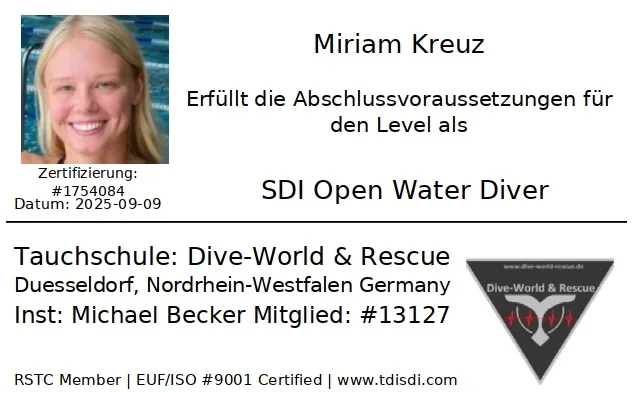 Miriam Kreuz
Erfüllt die Abschlussvoraussetzungen für
den Level als
Zertifizierung:
#1754084
Datum: 2025-09-09
SDI Open Water Diver
Tauchschule: Dive-World & Rescue
Duesseldorf, Nordrhein-Westfalen Germany
Inst: Michael Becker Mitglied: #13127
www.dive-world-rescue.de
Dive-World & Rescue
RSTC Member | EUF/ISO #9001 Certified | www.tdisdi.com